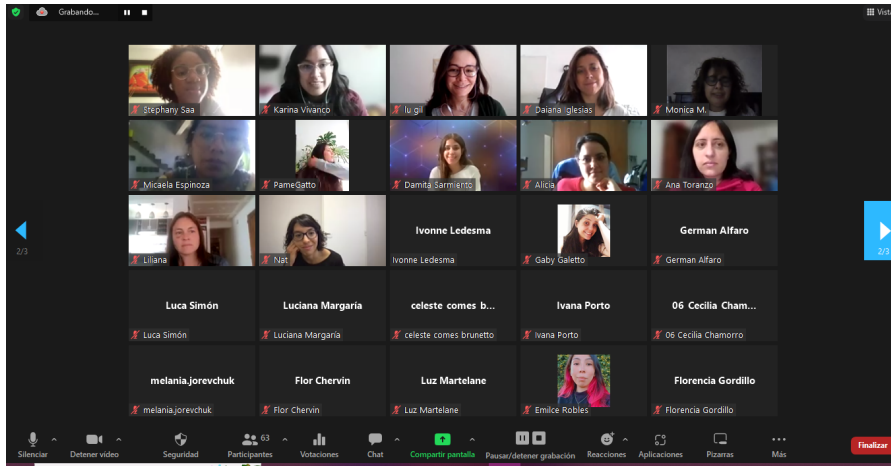 Grabando...
Vista
Stephany Saa
Karina Vivanco
lu gil
Daiana Iglesias
Monica M.
Micaela Espinoza
PameGatto
Damita Sarmiento
Alicia
Ana Toranzo
2/3
2/3
Liliana
Nat
Ivonne Ledesma
Ivonne Ledesma
Gaby Galetto
German Alfaro
German Alfaro
Luca Simón
Luciana Margaría
celeste comes b...
Ivana Porto
06 Cecilia Cham...
Luca Simón
Luciana Margaría
celeste comes brunetto
Ivana Porto
06 Cecilia Chamorro
melania.jorevchuk
Flor Chervin
Luz Martelane
Florencia Gordillo
melania.jorevchuk
Flor Chervin
Luz Martelane
Emilce Robles
Florencia Gordillo
63
Silenciar
Detener vídeo
Seguridad
Participantes
Votaciones
Chat
Compartir pantalla
Pausar/detener grabación
Reacciones
Aplicaciones
Pizarras
Más
Finalizar